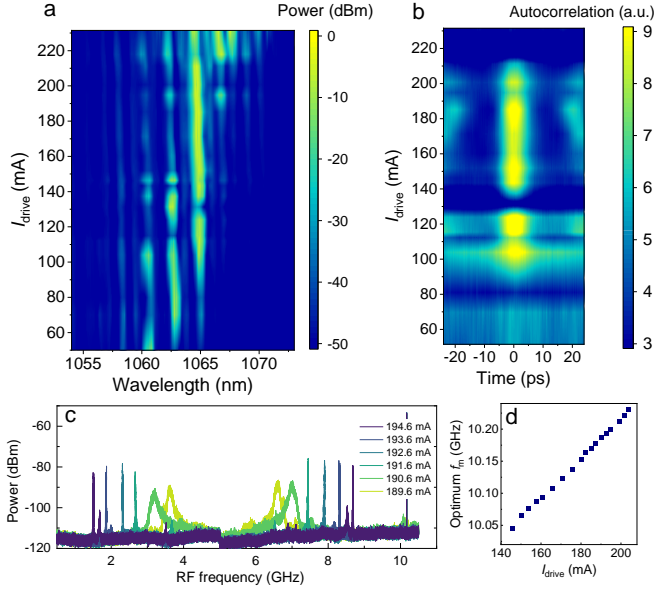 a
Power (dBm)
220
200
180
160
140
120
100
80
60
I_drive (mA)
1055
1060
1065
1070
Wavelength (nm)
0
-10
-20
-30
-40
-50
b
Autocorrelation (a.u.)
220
200
180
160
140
120
100
80
60
I_drive (mA)
-20
-10
0
10
20
Time (ps)
9
8
7
6
5
4
3
c
-60
-80
-100
-120
Power (dBm)
194.6 mA
193.6 mA
192.6 mA
191.6 mA
190.6 mA
189.6 mA
2
4
6
8
10
RF frequency (GHz)
d
10.20
10.15
10.10
10.05
Optimum f_m (GHz)
140
160
180
200
I_drive (mA)